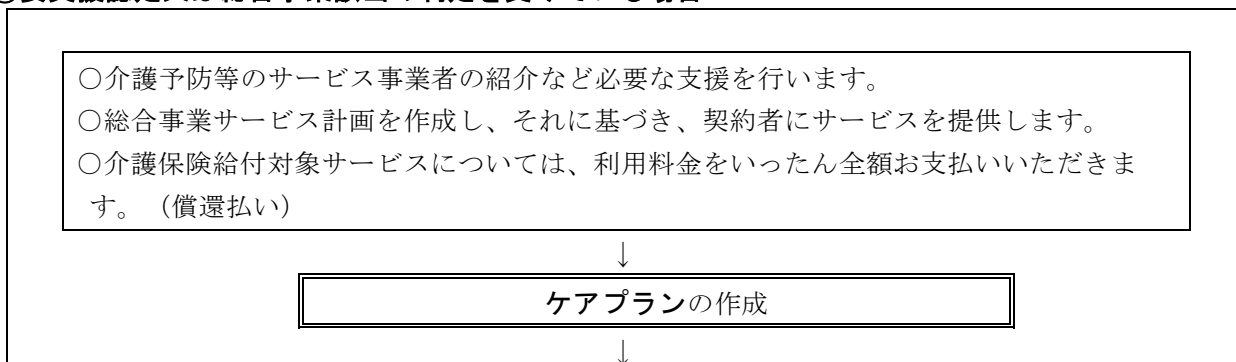 〇介護予防等のサービス事業者の紹介など必要な支援を行います。
〇総合事業サービス計画を作成し、それに基づき、契約者にサービスを提供します。
〇介護保険給付対象サービスについては、利用料金をいったん全額お支払いいただきま
す。（償還払い）
↓
ケアプランの作成
↓